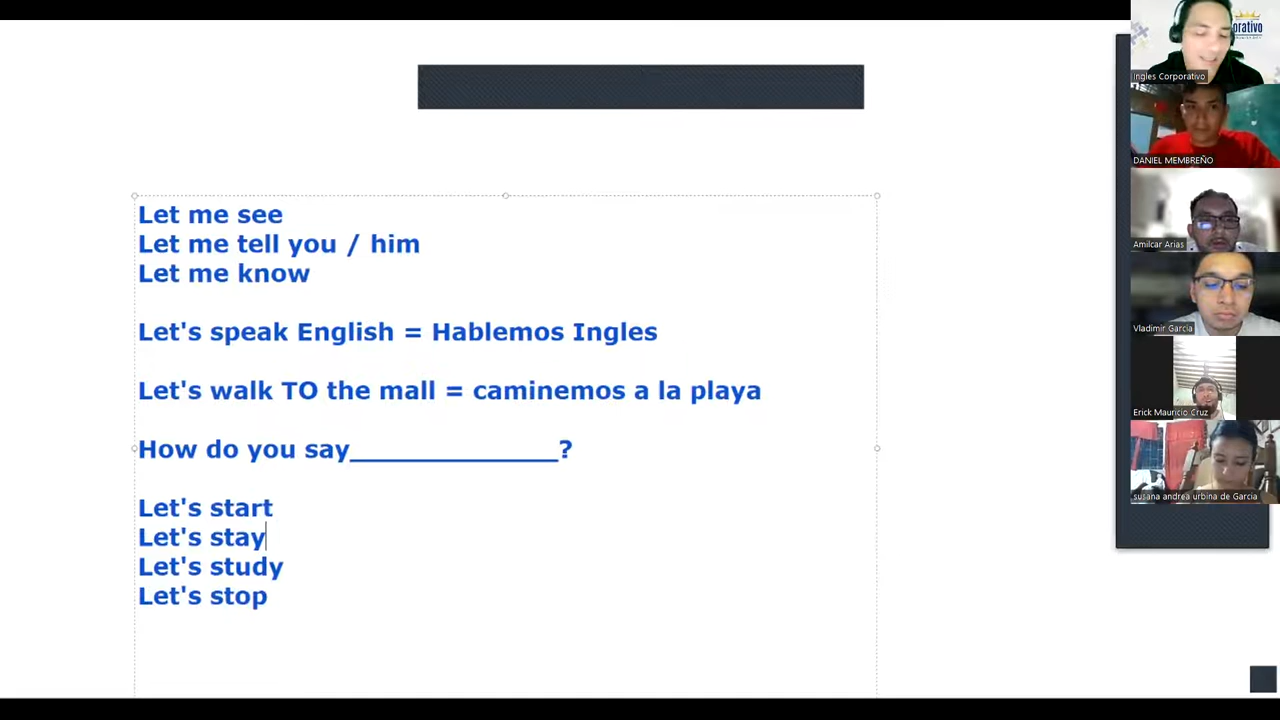 Let me see
Let me tell you / him
Let me know
Let's speak English = Hablemos Ingles
Let's walk TO the mall = caminemos a la playa
How do you say_____________?
Let's start
Let's stay
Let's study
Let's stop
orativo
Ingles Corporativo
DANIEL MEMBREÑO
Amilcar Arias
Vladimir Garcia
Erick Mauricio Cruz
susana andrea urbina de Garcia